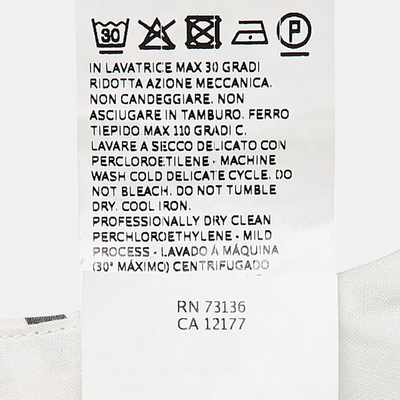 30 P
IN LAVATRICE MAX 30 GRADI
RIDOTTA AZIONE MECCANICA.
NON CANDEGGIARE. NON
ASCIUGARE IN TAMBURO. FERRO
TIEPIDO MAX 110 GRADI C.
LAVARE A SECCO DELICATO CON
PERCLOROETILENE - MACHINE
WASH COLD DELICATE CYCLE. DO
NOT BLEACH. DO NOT TUMBLE
DRY. COOL IRON.
PROFESSIONALLY DRY CLEAN
PERCHLOROETHYLENE - MILD
PROCESS - LAVADO A MÁQUINA
(30° MÁXIMO) CENTRIFUGADO
RN 73136
CA 12177